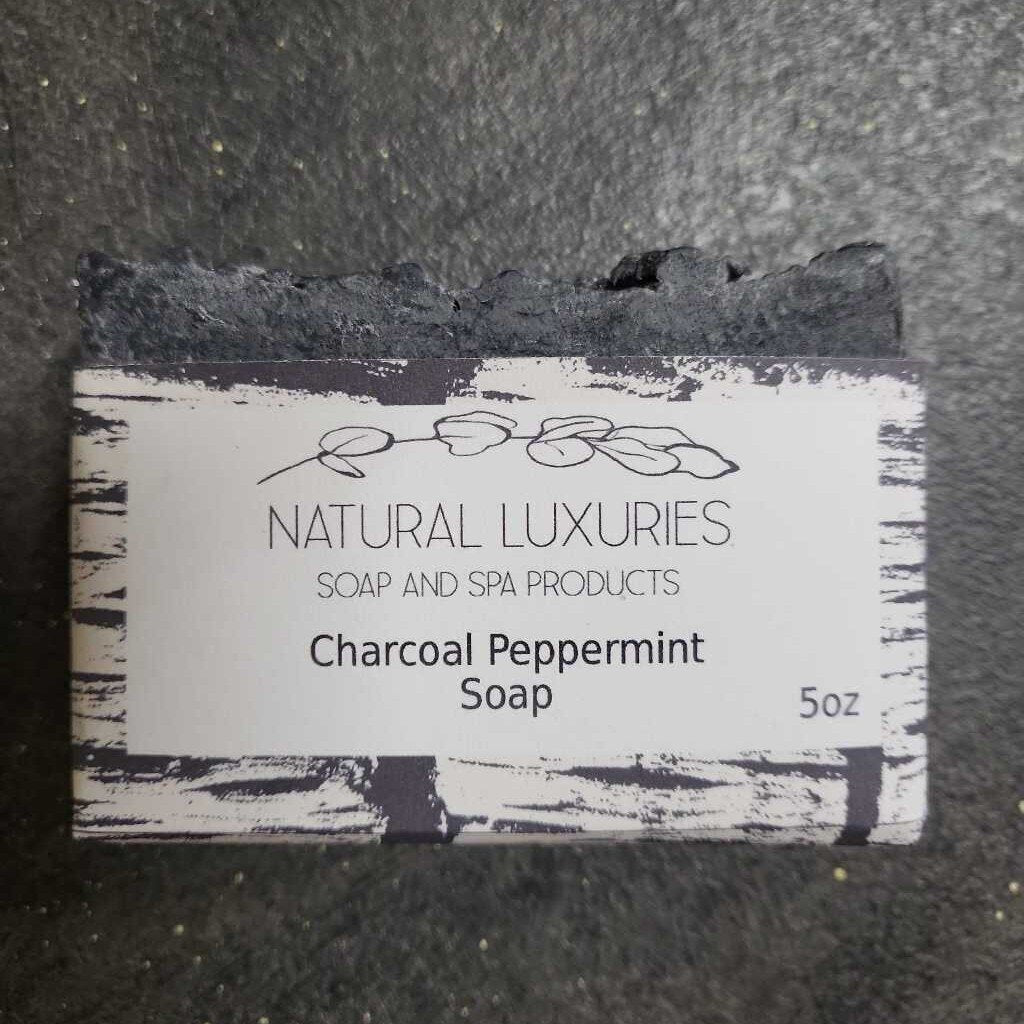 NATURAL LUXURIES
SOAP AND SPA PRODUCTS
Charcoal Peppermint
Soap
5oz